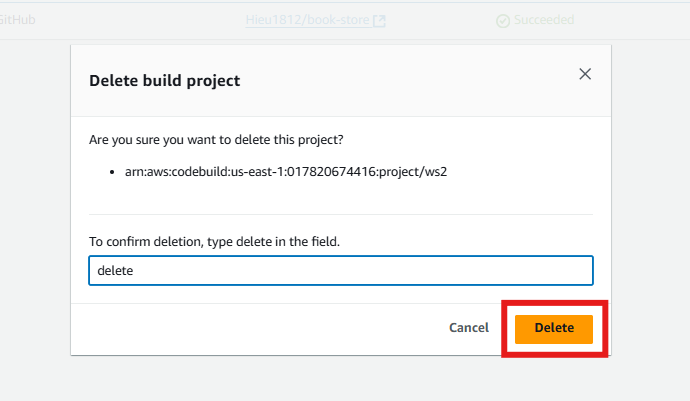 GitHub Hieu1812/book-store Succeeded
Delete build project
Are you sure you want to delete this project?
• arn:aws:codebuild:us-east-1:017820674416:project/ws2
To confirm deletion, type delete in the field.
delete
Cancel Delete